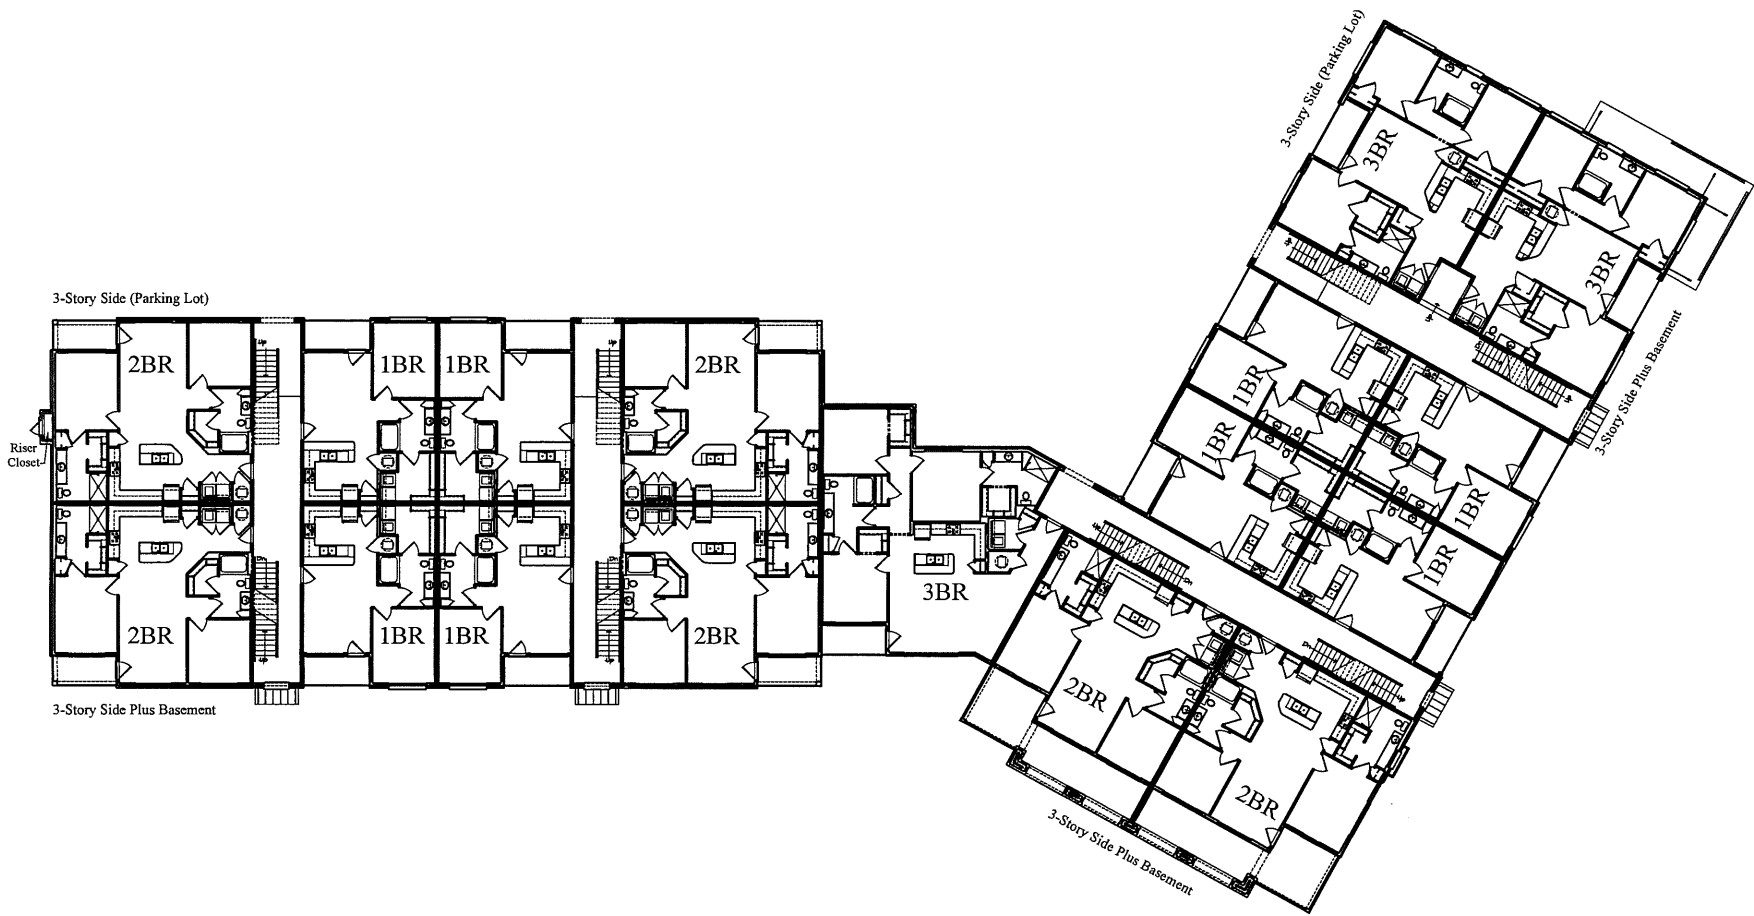 3-Story Side (Parking Lot)
3BR
3BR
3-Story Side (Parking Lot)
2BR
1BR
1BR
2BR
1BR
1BR
3-Story Side Plus Basement
Riser
Closet
1BR
1BR
3BR
2BR
1BR
1BR
2BR
2BR
2BR
3-Story Side Plus Basement
3-Story Side Plus Basement